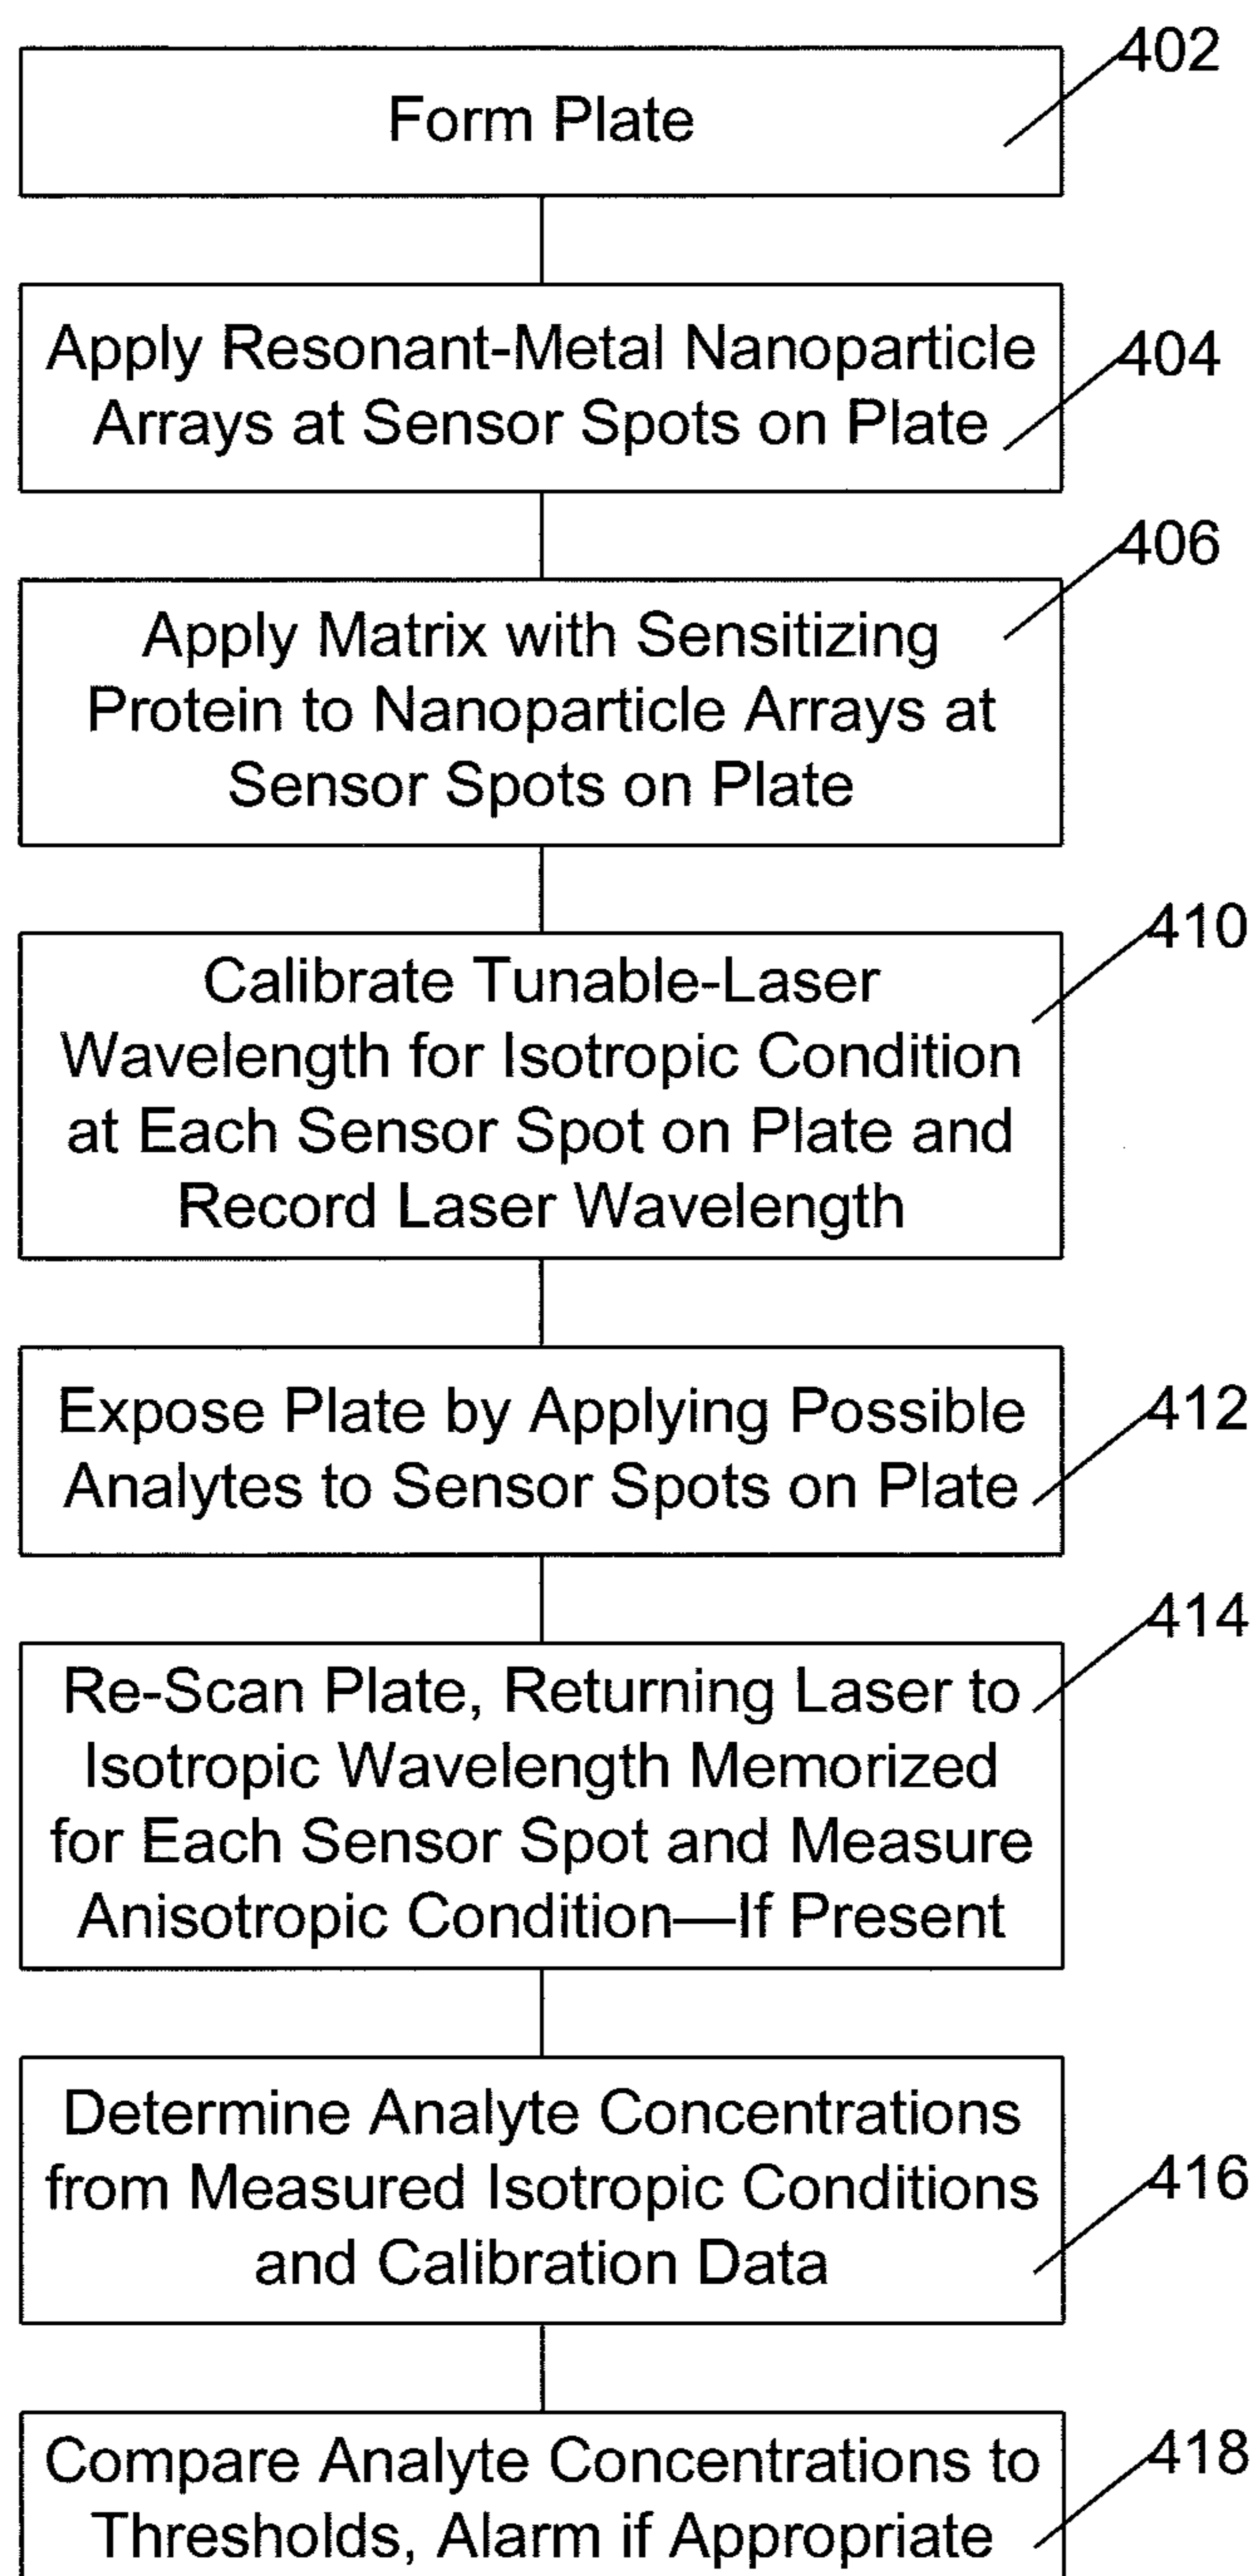 402
Form Plate
Apply Resonant-Metal Nanoparticle
404
Arrays at Sensor Spots on Plate
406
Apply Matrix with Sensitizing
Protein to Nanoparticle Arrays at
Sensor Spots on Plate
410
Calibrate Tunable-Laser
Wavelength for Isotropic Condition
at Each Sensor Spot on Plate and
Record Laser Wavelength
Expose Plate by Applying Possible
412
Analytes to Sensor Spots on Plate
414
Re-Scan Plate, Returning Laser to
Isotropic Wavelength Memorized
for Each Sensor Spot and Measure
Anisotropic Condition—If Present
Determine Analyte Concentrations
416
from Measured Isotropic Conditions
and Calibration Data
418
Compare Analyte Concentrations to
Thresholds, Alarm if Appropriate